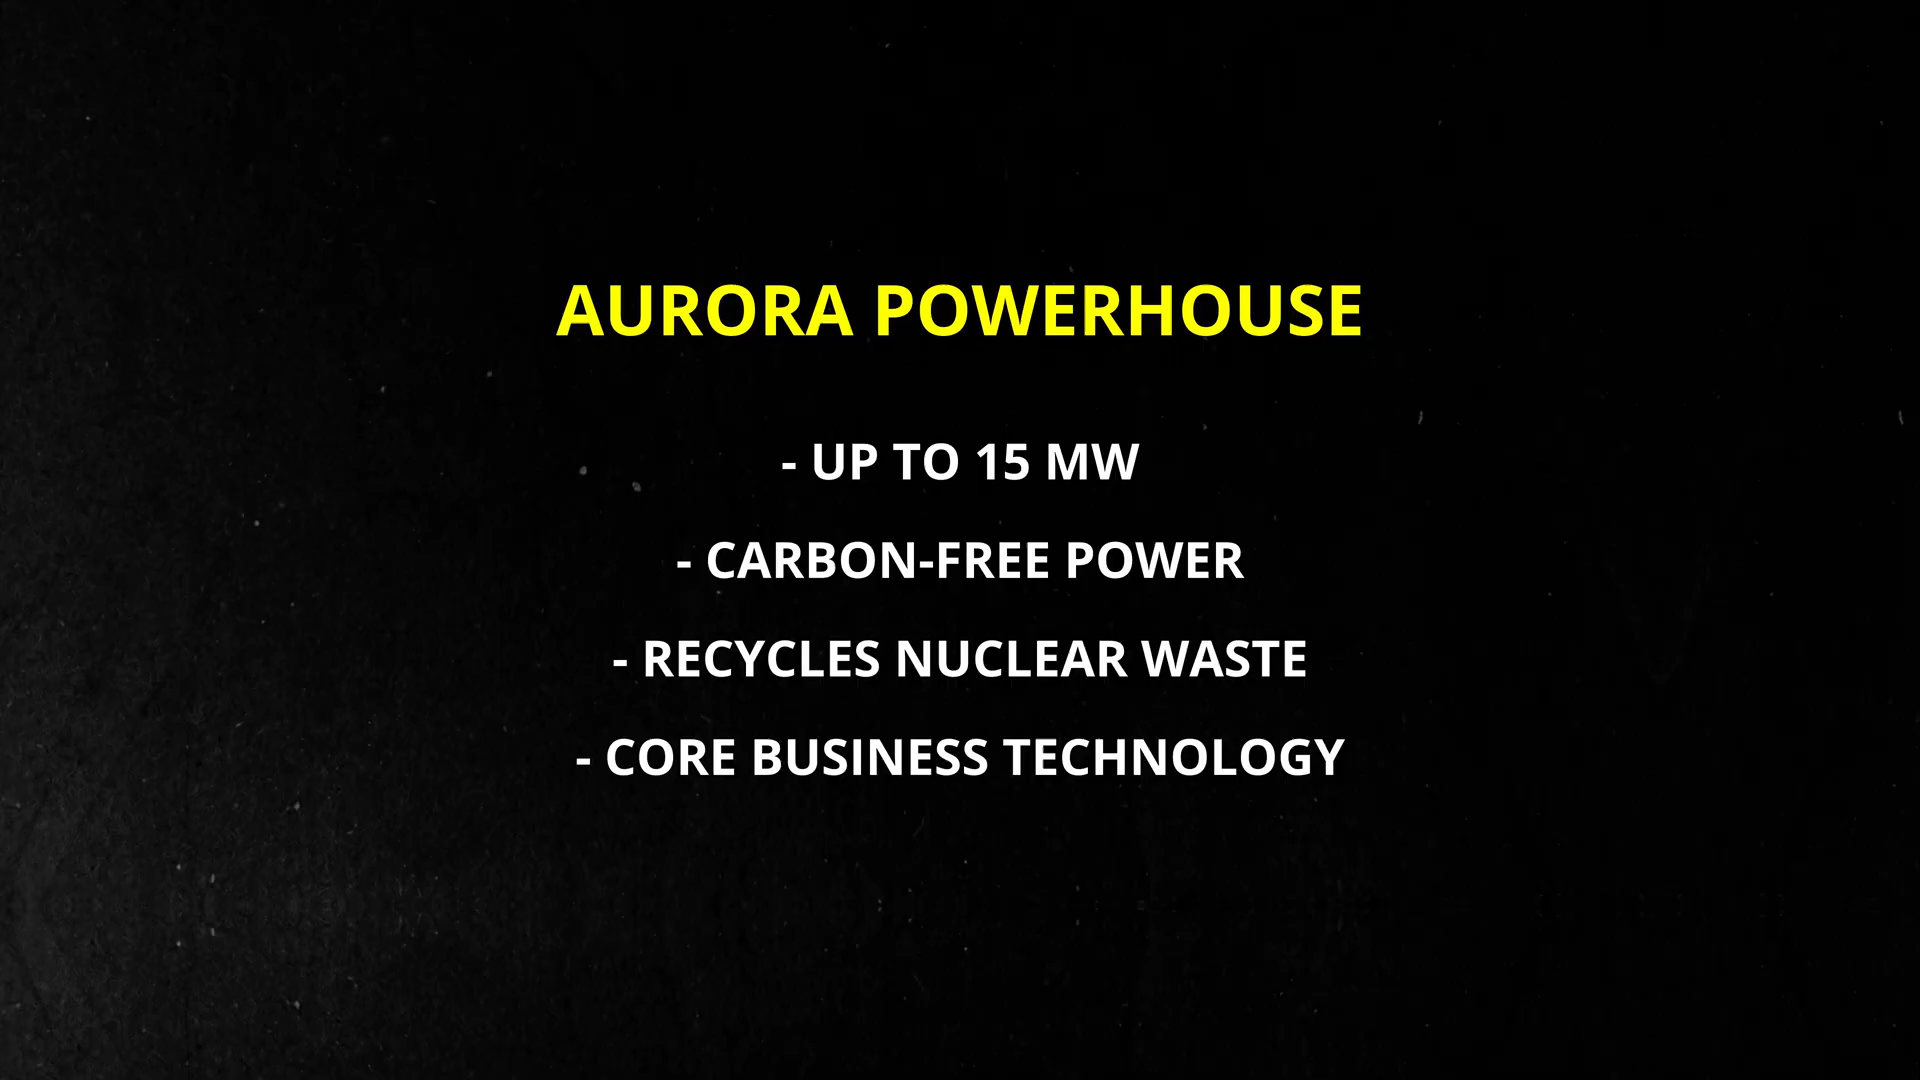 AURORA POWERHOUSE
- UP TO 15 MW
- CARBON-FREE POWER
- RECYCLES NUCLEAR WASTE
- CORE BUSINESS TECHNOLOGY